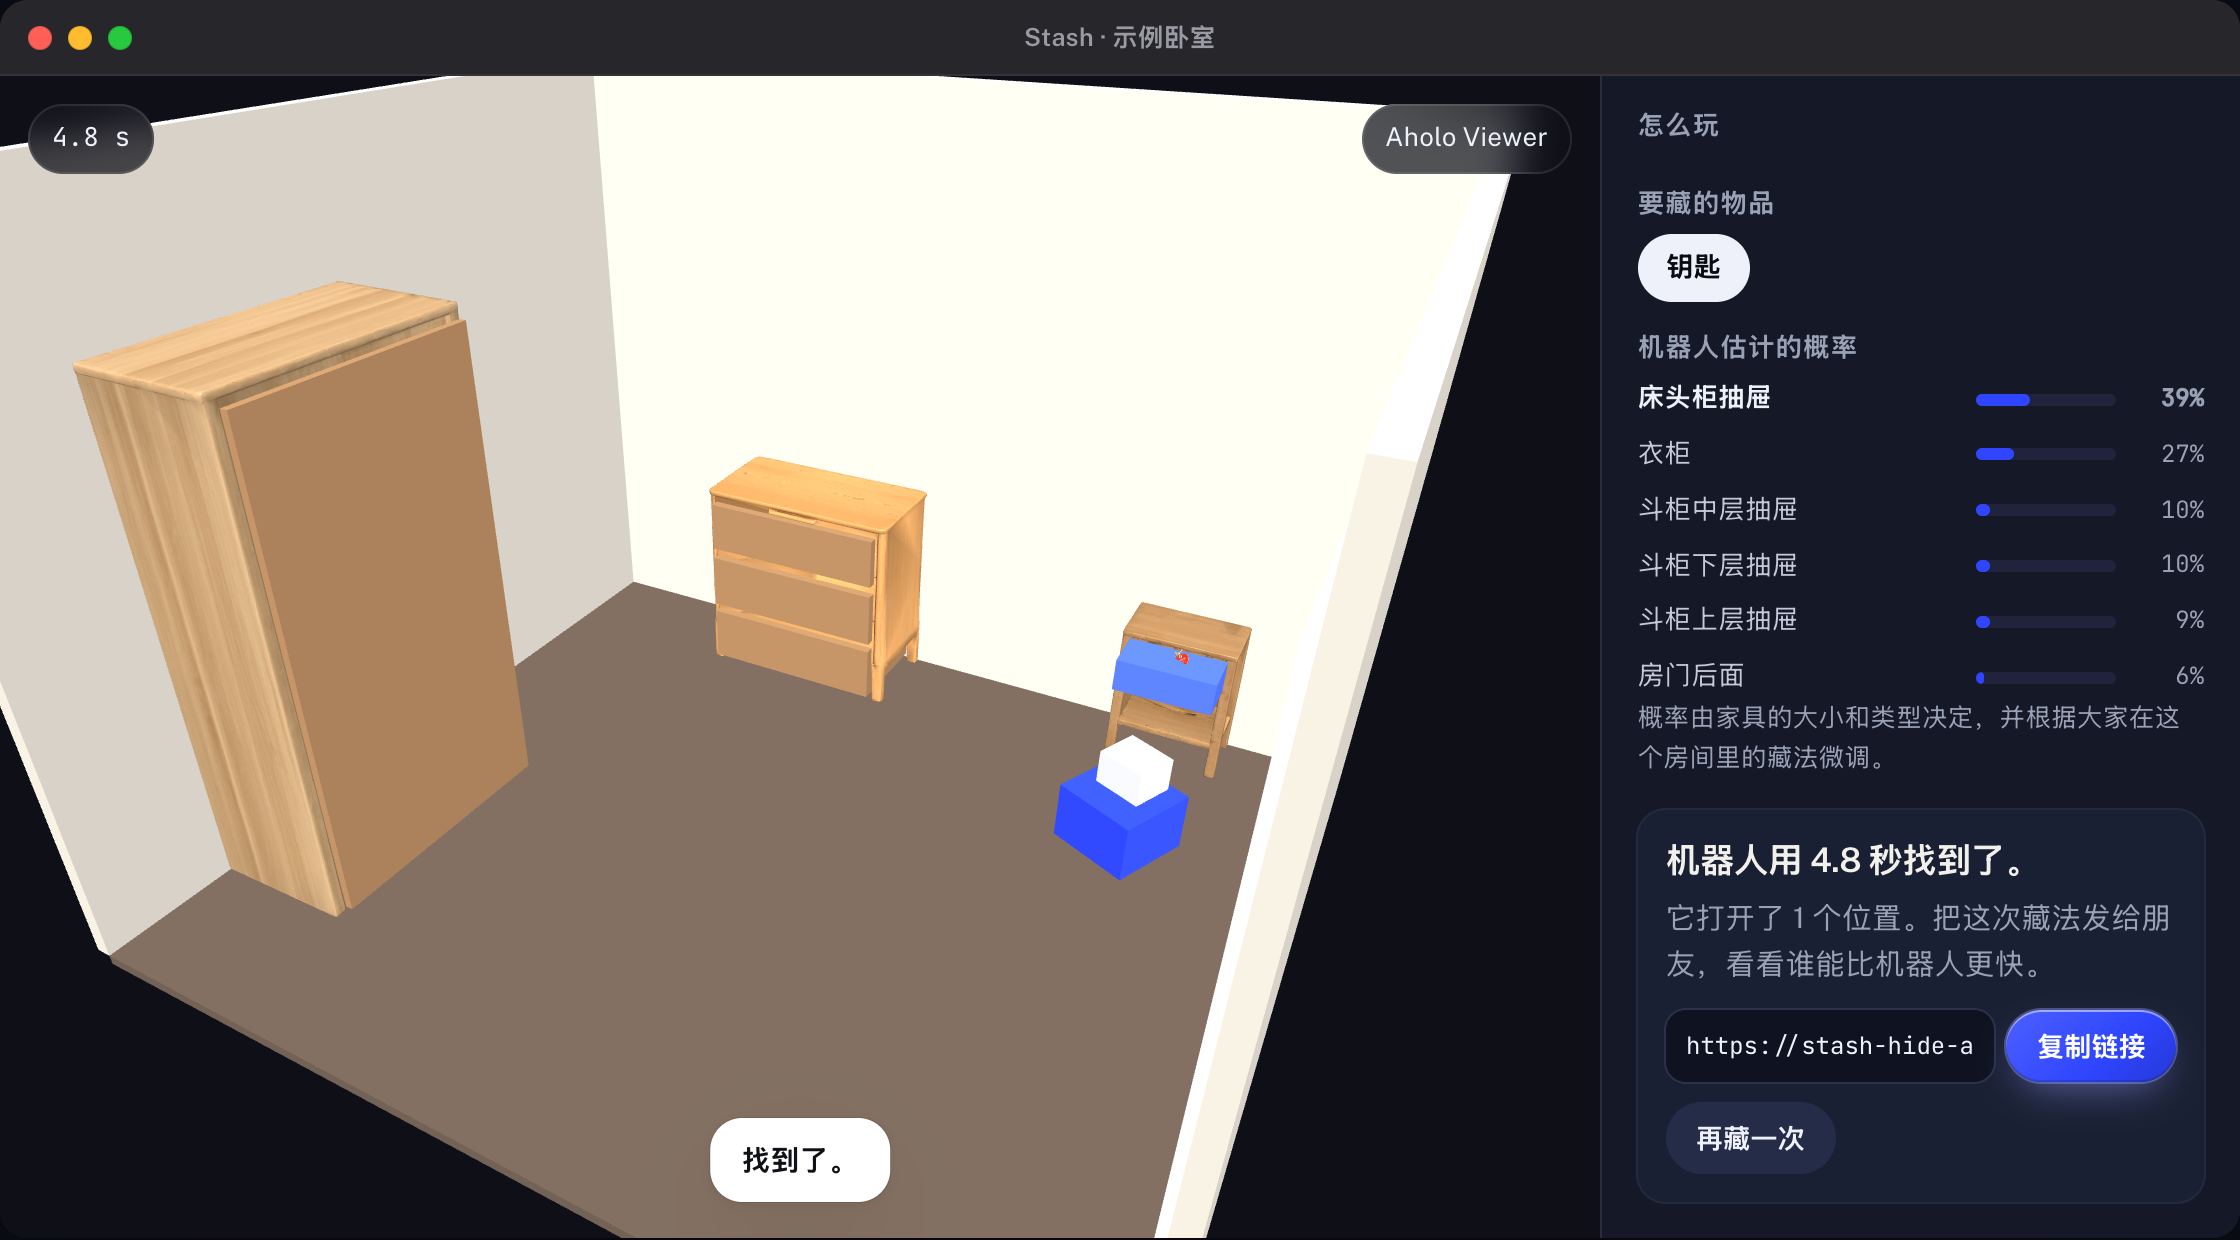 Stash · 示例卧室
4.8 s
Aholo Viewer
找到了。
怎么玩
要藏的物品
钥匙
机器人估计的概率
床头柜抽屉 39%
衣柜 27%
斗柜中层抽屉 10%
斗柜下层抽屉 10%
斗柜上层抽屉 9%
房门后面 6%
概率由家具的大小和类型决定，并根据大家在这
个房间里的藏法微调。
机器人用 4.8 秒找到了。
它打开了 1 个位置。把这次藏法发给朋
友，看看谁能比机器人更快。
https://stash-hide-a
复制链接
再藏一次